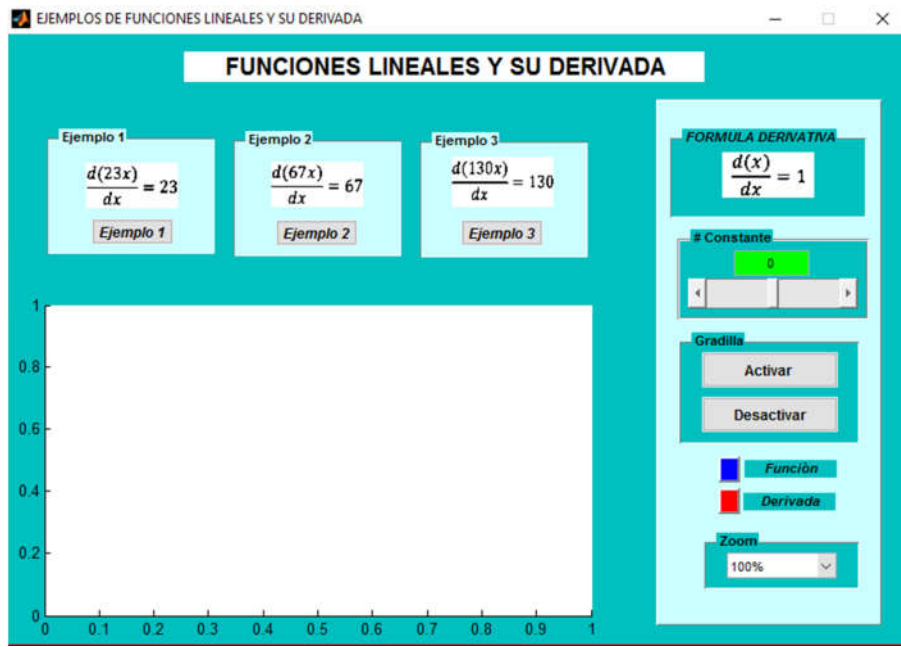 EJEMPLOS DE FUNCIONES LINEALES Y SU DERIVADA
FUNCIONES LINEALES Y SU DERIVADA
Ejemplo 1
d(23x)/dx = 23
Ejemplo 1
Ejemplo 2
d(67x)/dx = 67
Ejemplo 2
Ejemplo 3
d(130x)/dx = 130
Ejemplo 3
FORMULA DERIVATIVA
d(x)/dx = 1
# Constante
0
Gradilla
Activar
Desactivar
Funciòn
Derivada
Zoom
100%
1
0.8
0.6
0.4
0.2
0
0 0.1 0.2 0.3 0.4 0.5 0.6 0.7 0.8 0.9 1